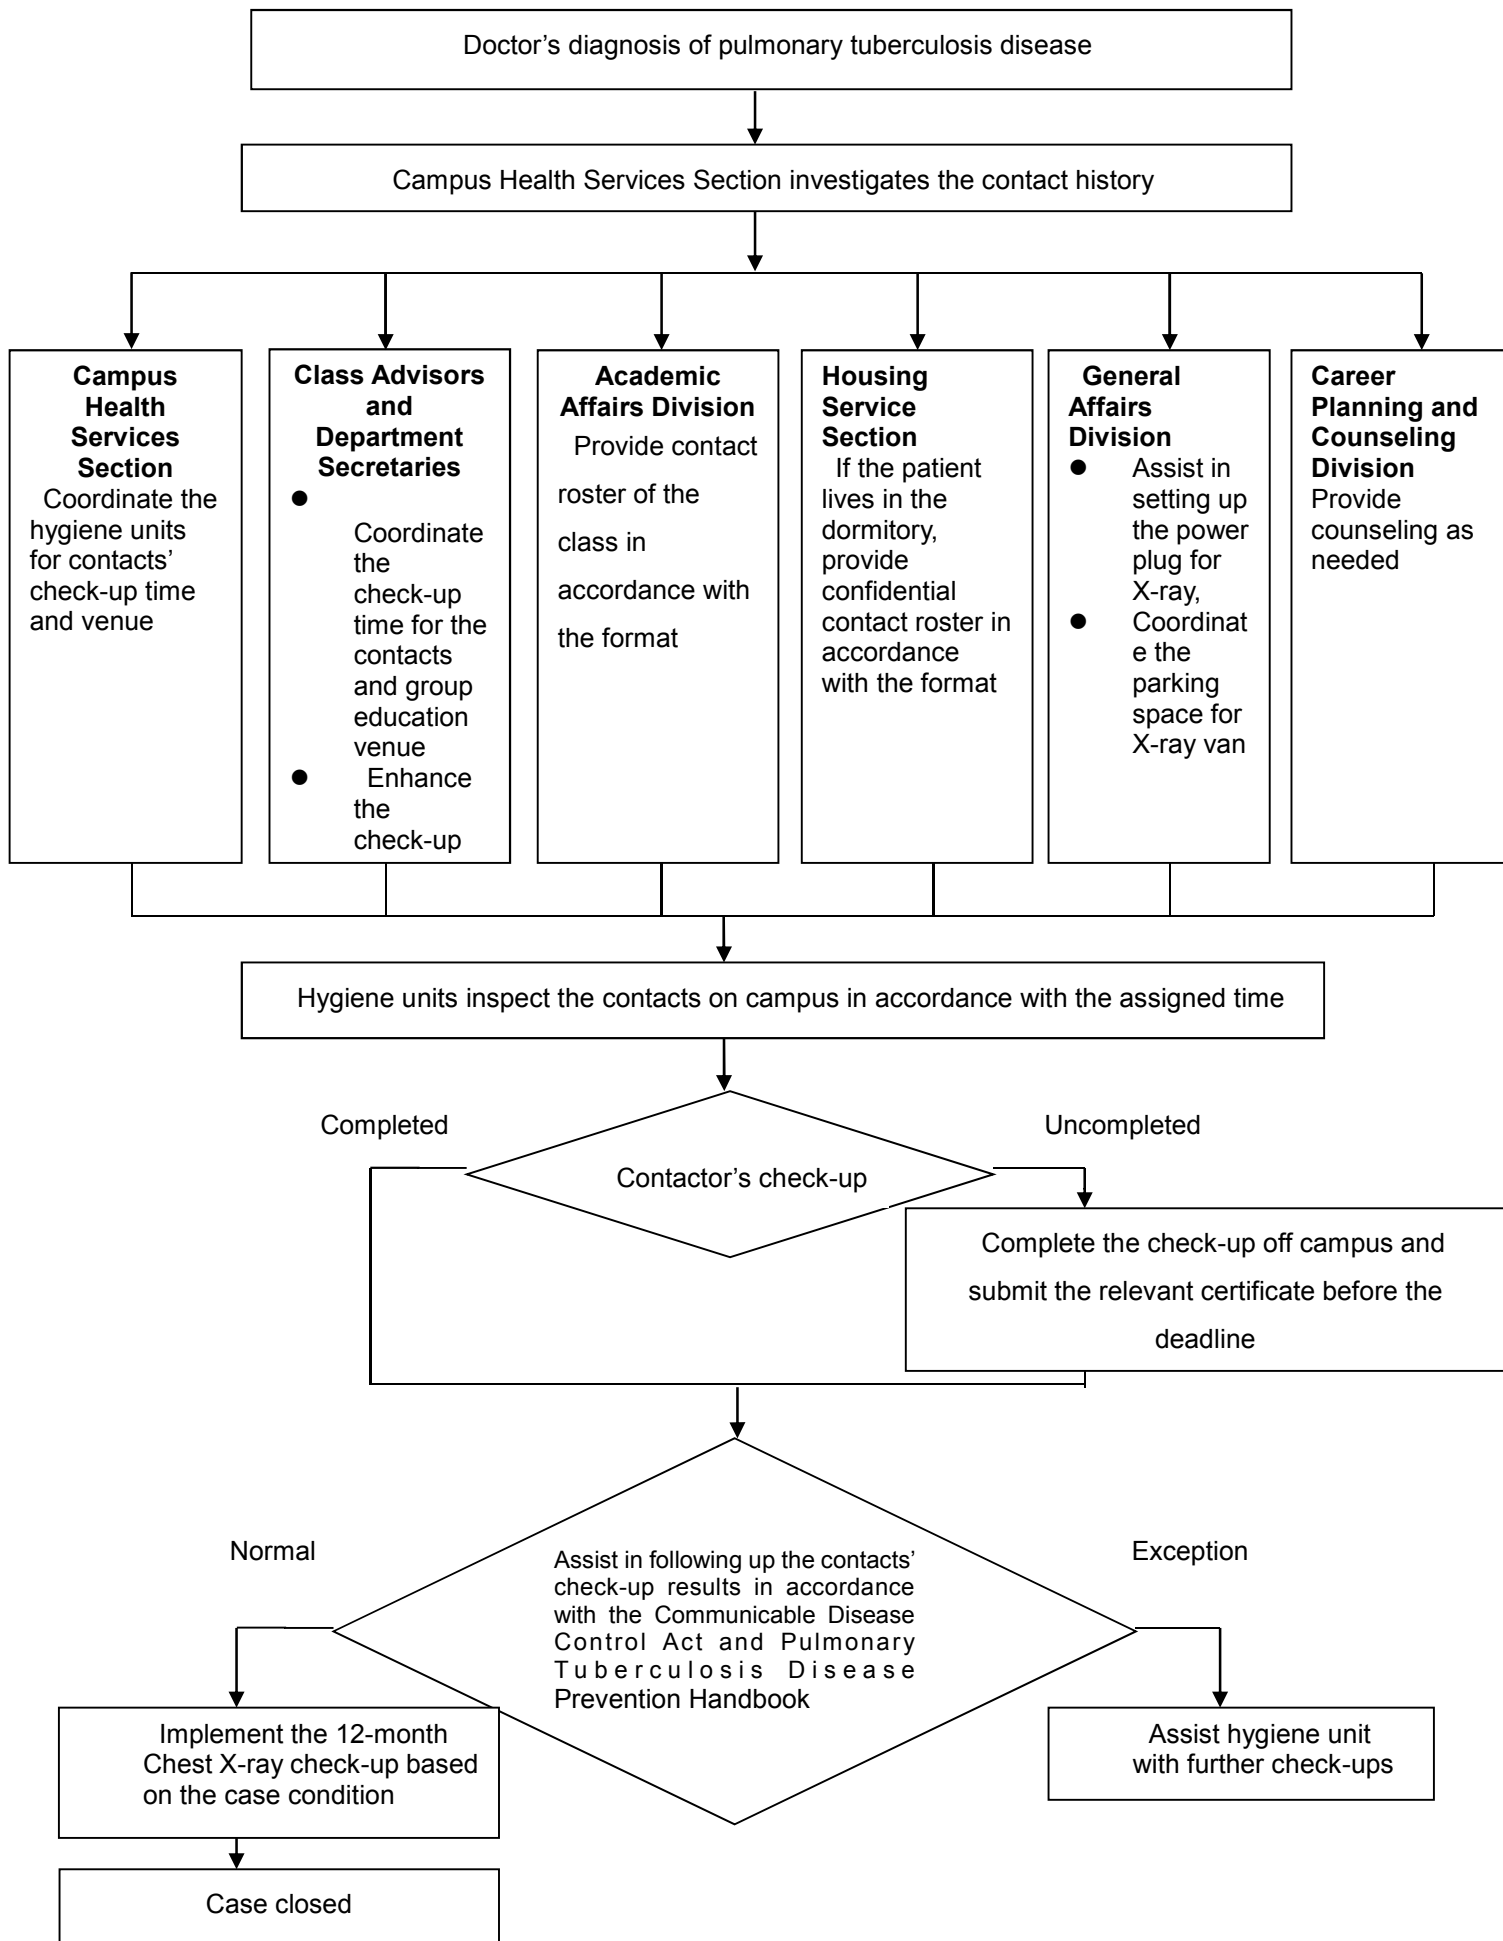 Doctor’s diagnosis of pulmonary tuberculosis disease
Campus Health Services Section investigates the contact history
Campus
Health
Services
Section
Coordinate the
hygiene units
for contacts’
check-up time
and venue
Class Advisors
and
Department
Secretaries
●
Coordinate
the
check-up
time for the
contacts
and group
education
venue
● Enhance
the
check-up
Academic
Affairs Division
Provide contact
roster of the
class in
accordance with
the format
Housing
Service
Section
If the patient
lives in the
dormitory,
provide
confidential
contact roster in
accordance
with the format
General
Affairs
Division
● Assist in
setting up
the power
plug for
X-ray,
● Coordinat
e the
parking
space for
X-ray van
Career
Planning and
Counseling
Division
Provide
counseling as
needed
Hygiene units inspect the contacts on campus in accordance with the assigned time
Completed
Uncompleted
Contactor’s check-up
Complete the check-up off campus and
submit the relevant certificate before the
deadline
Normal
Exception
Assist in following up the contacts’
check-up results in accordance
with the Communicable Disease
Control Act and Pulmonary
Tuberculosis Disease
Prevention Handbook
Implement the 12-month
Chest X-ray check-up based
on the case condition
Assist hygiene unit
with further check-ups
Case closed